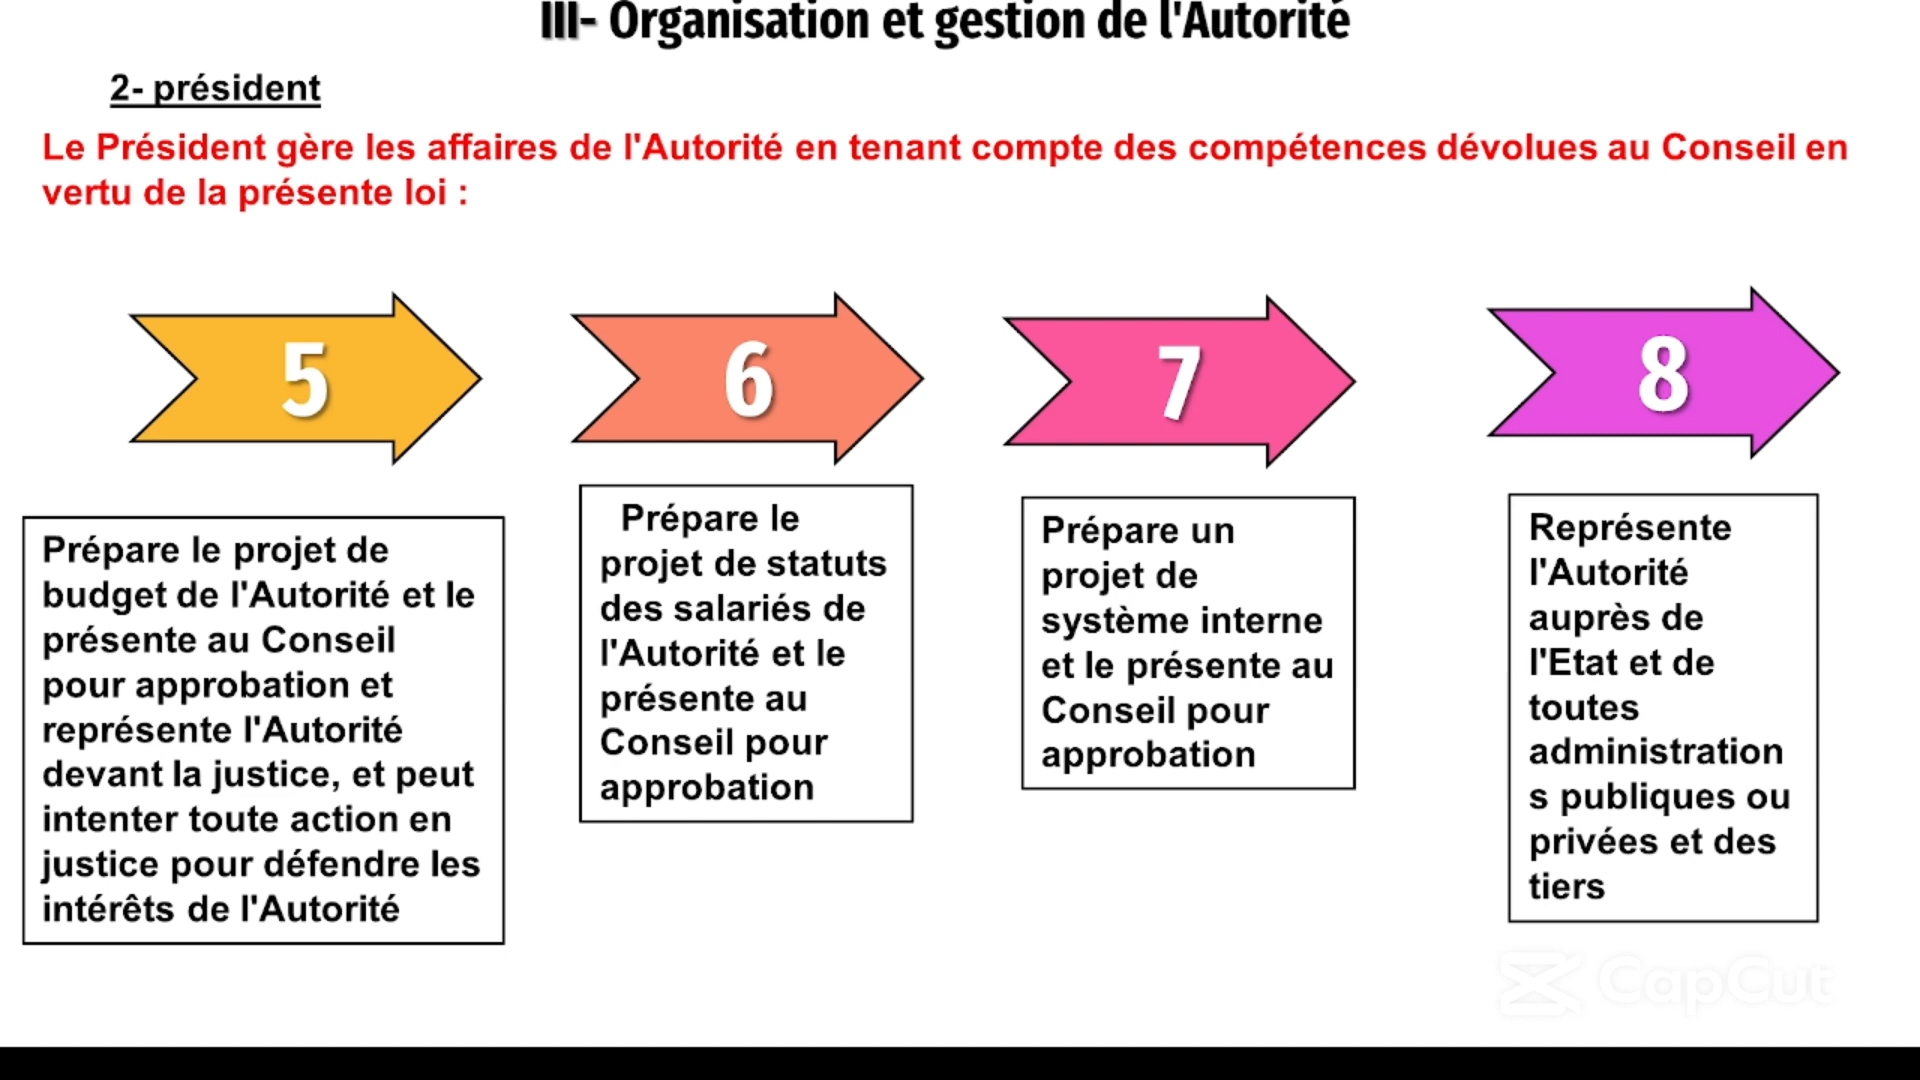 III- Organisation et gestion de l'Autorité
2- président
Le Président gère les affaires de l'Autorité en tenant compte des compétences dévolues au Conseil en
vertu de la présente loi :
5
Prépare le projet de
budget de l'Autorité et le
présente au Conseil
pour approbation et
représente l'Autorité
devant la justice, et peut
intenter toute action en
justice pour défendre les
intérêts de l'Autorité
6
Prépare le
projet de statuts
des salariés de
l'Autorité et le
présente au
Conseil pour
approbation
7
Prépare un
projet de
système interne
et le présente au
Conseil pour
approbation
8
Représente
l'Autorité
auprès de
l'Etat et de
toutes
administration
s publiques ou
privées et des
tiers
CapCut